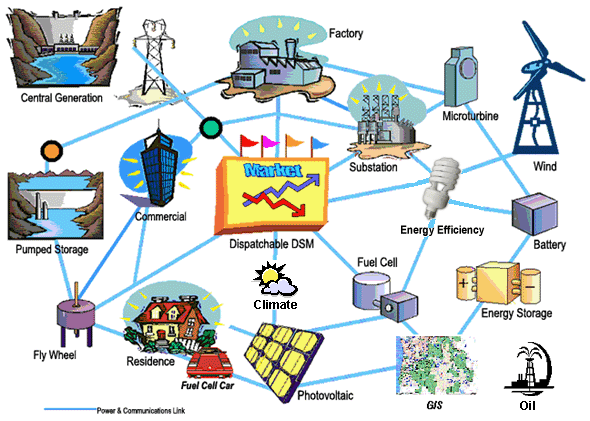 Factory
Central Generation
Microturbine
Market
Substation
Wind
Commercial
Pumped Storage
Dispatchable DSM
Energy Efficiency
Battery
Fuel Cell
Climate
Energy Storage
Fly Wheel
Residence
Fuel Cell Car
Photovoltaic
GIS
Oil
Power & Communications Link